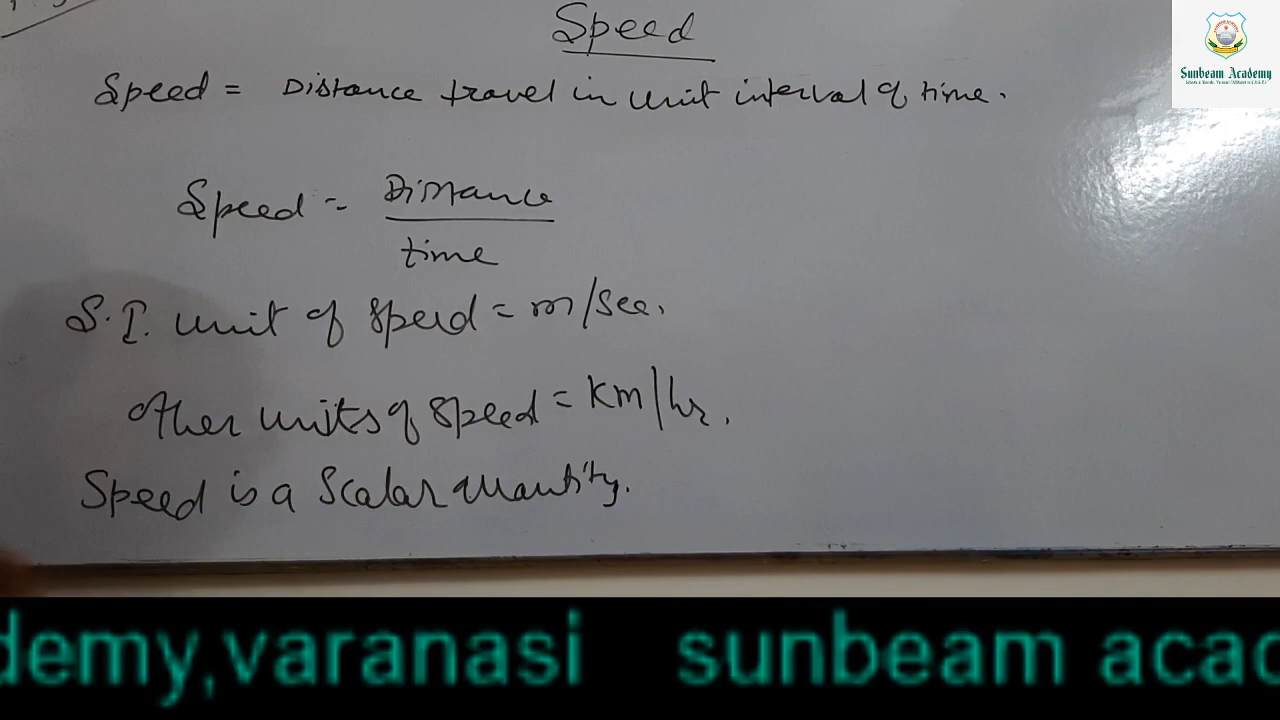 Speed
Sunbeam Academy
Speed = Distance travel in unit interval of time.
Speed = Distance
time
S.I. unit of speed = m/sec.
Other units of speed = km/hr.
Speed is a Scalar quantity.
demy,varanasi sunbeam acad